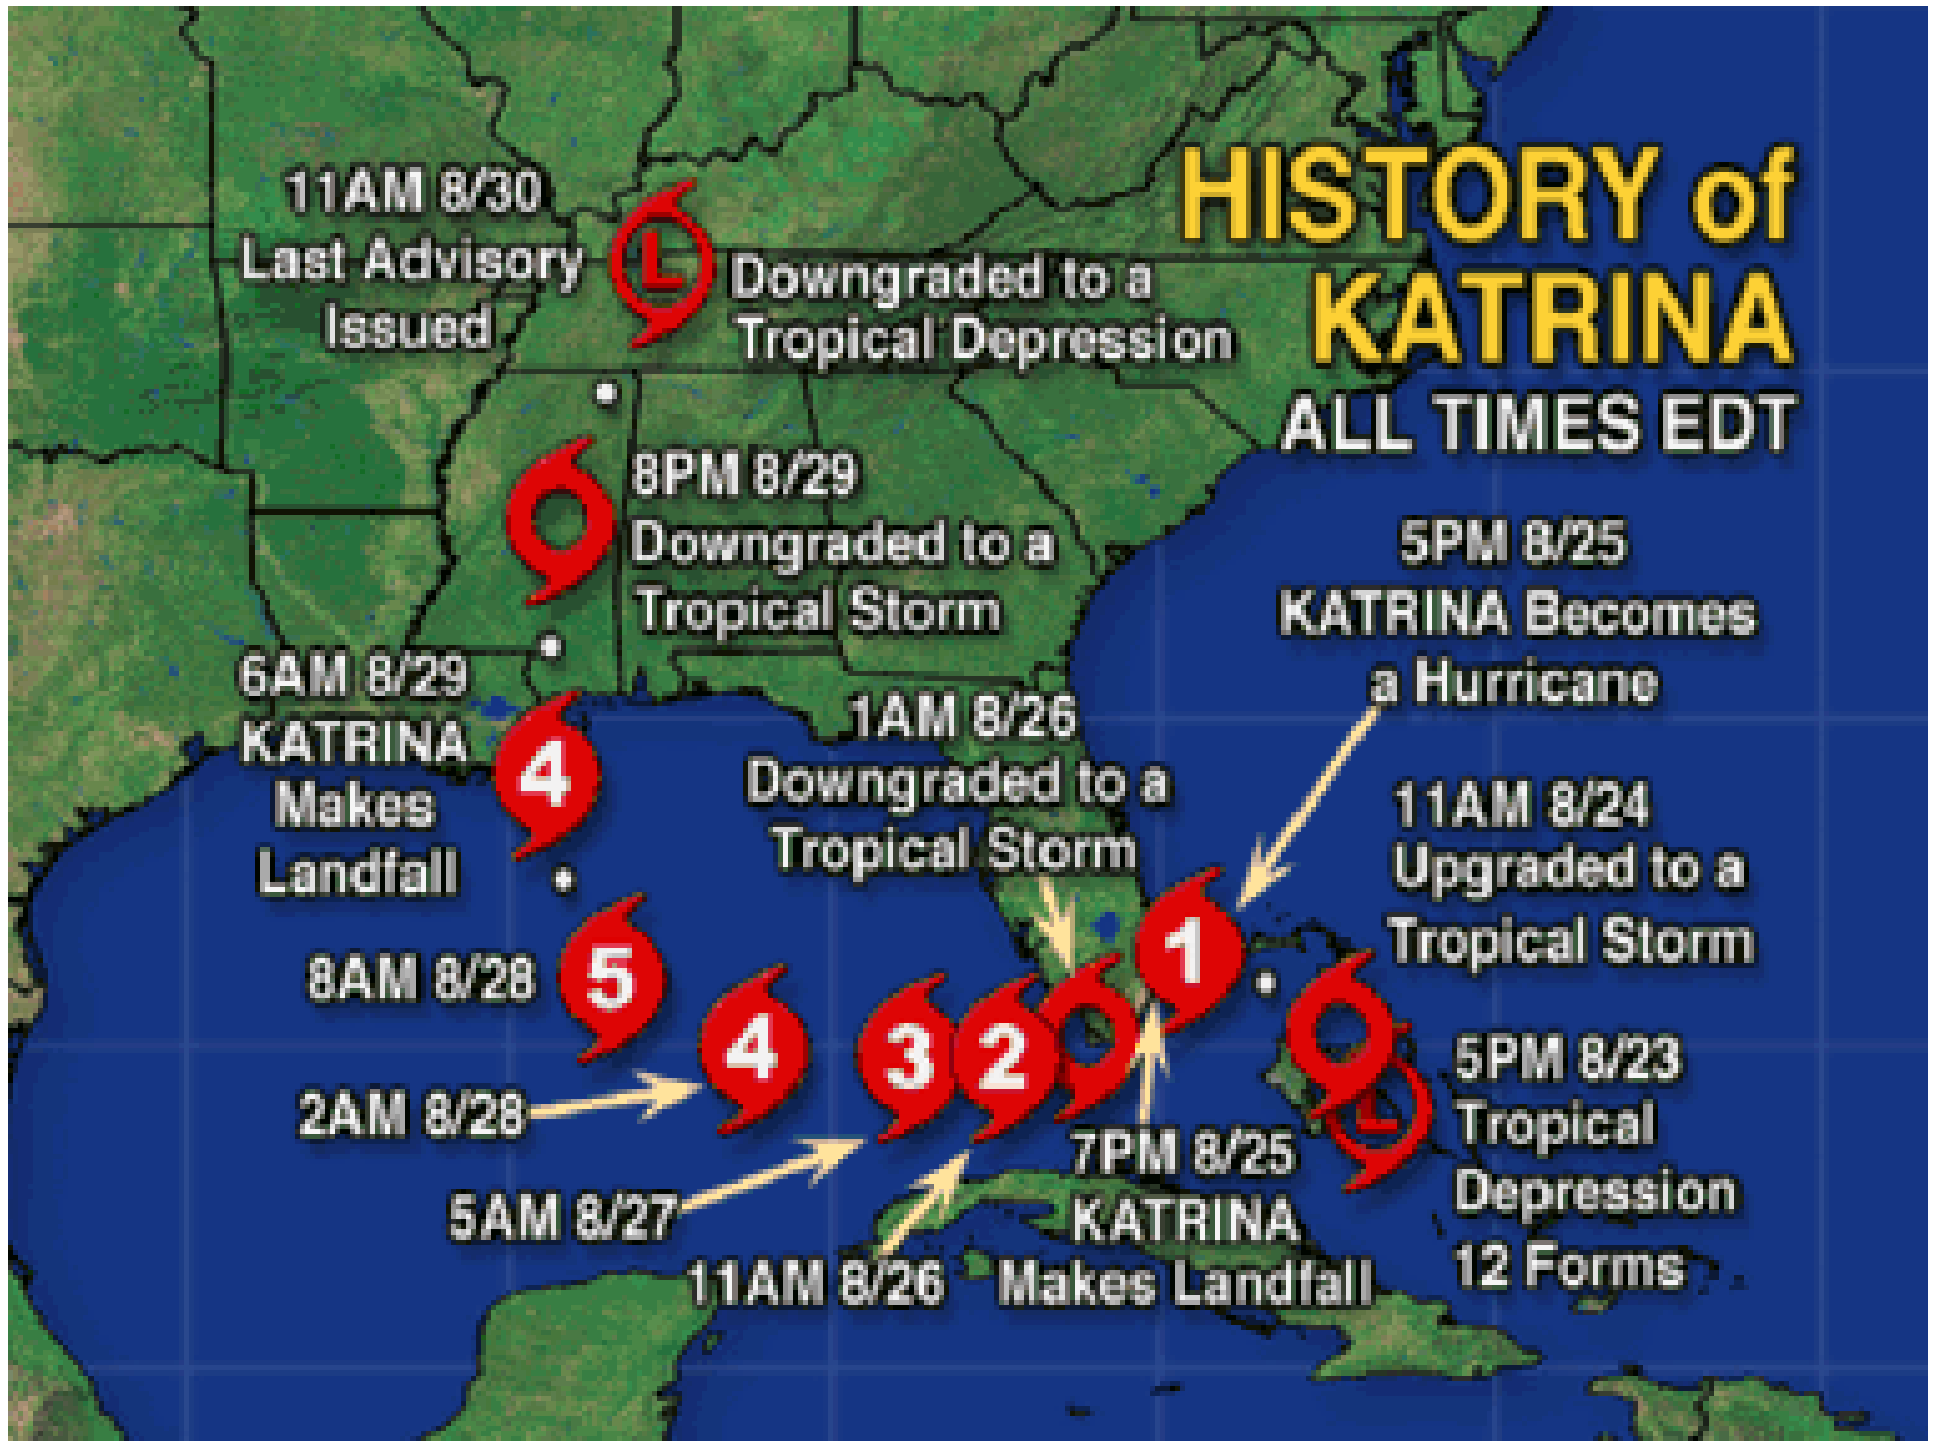 HISTORY of
KATRINA
ALL TIMES EDT
11AM 8/30
Last Advisory
Issued
L
Downgraded to a
Tropical Depression
8PM 8/29
Downgraded to a
Tropical Storm
5PM 8/25
KATRINA Becomes
a Hurricane
6AM 8/29
KATRINA
Makes
Landfall
4
1AM 8/26
Downgraded to a
Tropical Storm
11AM 8/24
Upgraded to a
Tropical Storm
8AM 8/28
5
4
3
2
1
2AM 8/28
5AM 8/27
11AM 8/26
7PM 8/25
KATRINA
Makes Landfall
L
5PM 8/23
Tropical
Depression
12 Forms